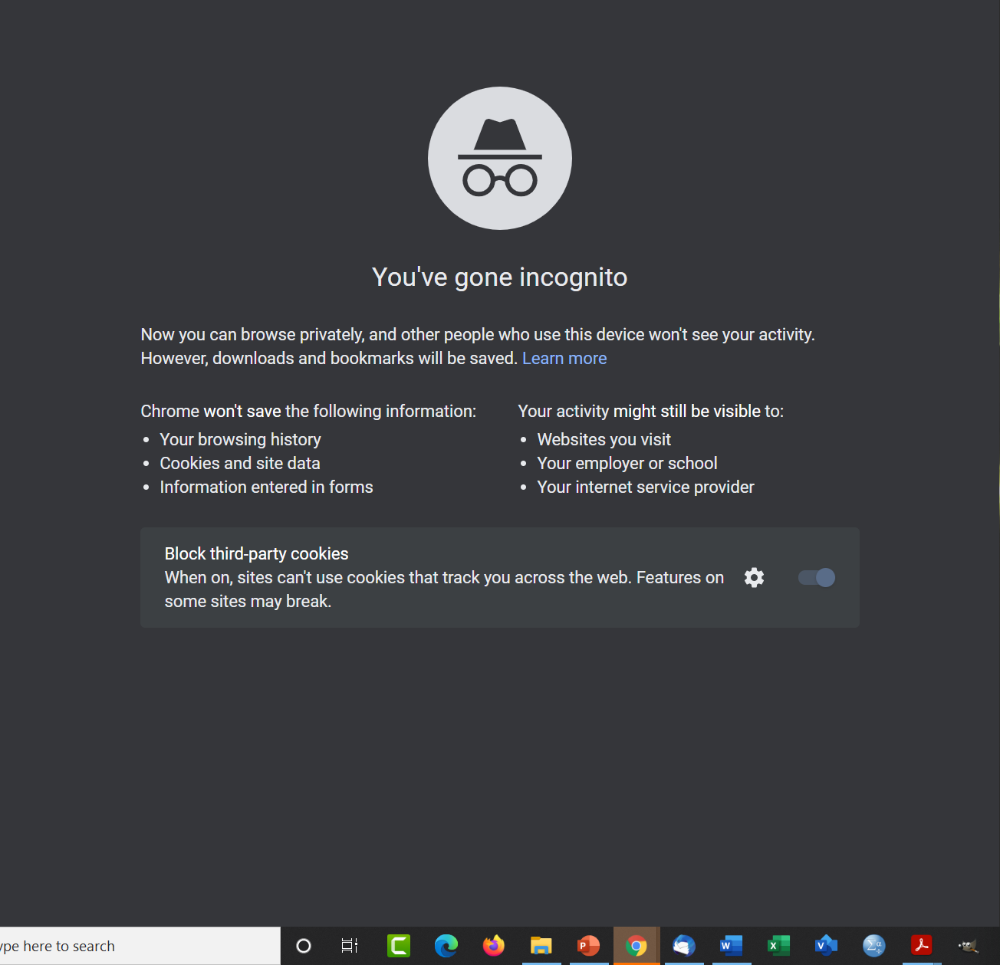 You've gone incognito
Now you can browse privately, and other people who use this device won't see your activity.
However, downloads and bookmarks will be saved. Learn more
Chrome won't save the following information:
• Your browsing history
• Cookies and site data
• Information entered in forms
Your activity might still be visible to:
• Websites you visit
• Your employer or school
• Your internet service provider
Block third-party cookies
When on, sites can't use cookies that track you across the web. Features on
some sites may break.
ype here to search
P
W
X
V
Σα